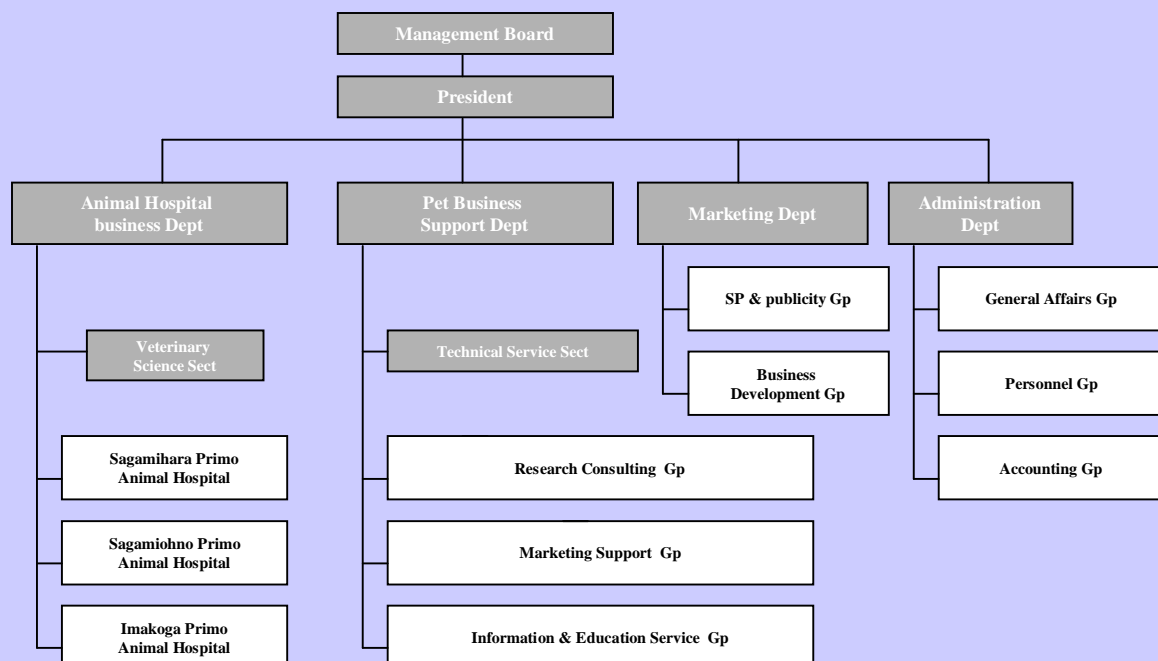 Management Board
President
Animal Hospital
business Dept
Pet Business
Support Dept
Marketing Dept
Administration
Dept
SP & publicity Gp
General Affairs Gp
Veterinary
Science Sect
Technical Service Sect
Business
Development Gp
Personnel Gp
Sagamihara Primo
Animal Hospital
Research Consulting Gp
Accounting Gp
Sagamiohno Primo
Animal Hospital
Marketing Support Gp
Imakoga Primo
Animal Hospital
Information & Education Service Gp